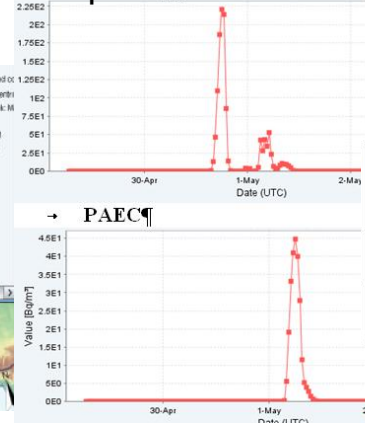 2.25E2
2E2
1.75E2
1.5E2
1.25E2
1E2
7.5E1
5E1
2.5E1
0E0
30-Apr 1-May 2-May
Date (UTC)
→ PAEC¶
4.5E1
4E1
3.5E1
3E1
2.5E1
2E1
1.5E1
1E1
5E0
0E0
Value [Bq/m³]
30-Apr 1-May 2
Date (UTC)